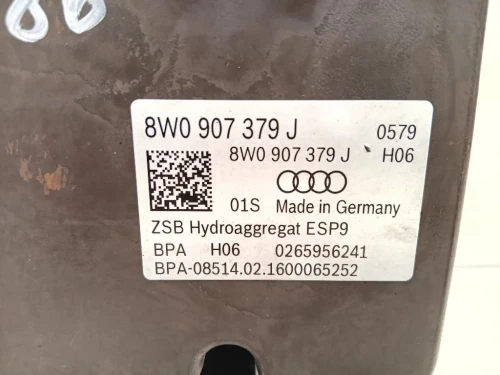 8W0 907 379 J 0579
8W0 907 379 J H06
01S Made in Germany
ZSB Hydroaggregat ESP9
BPA H06 0265956241
BPA-08514.02.1600065252